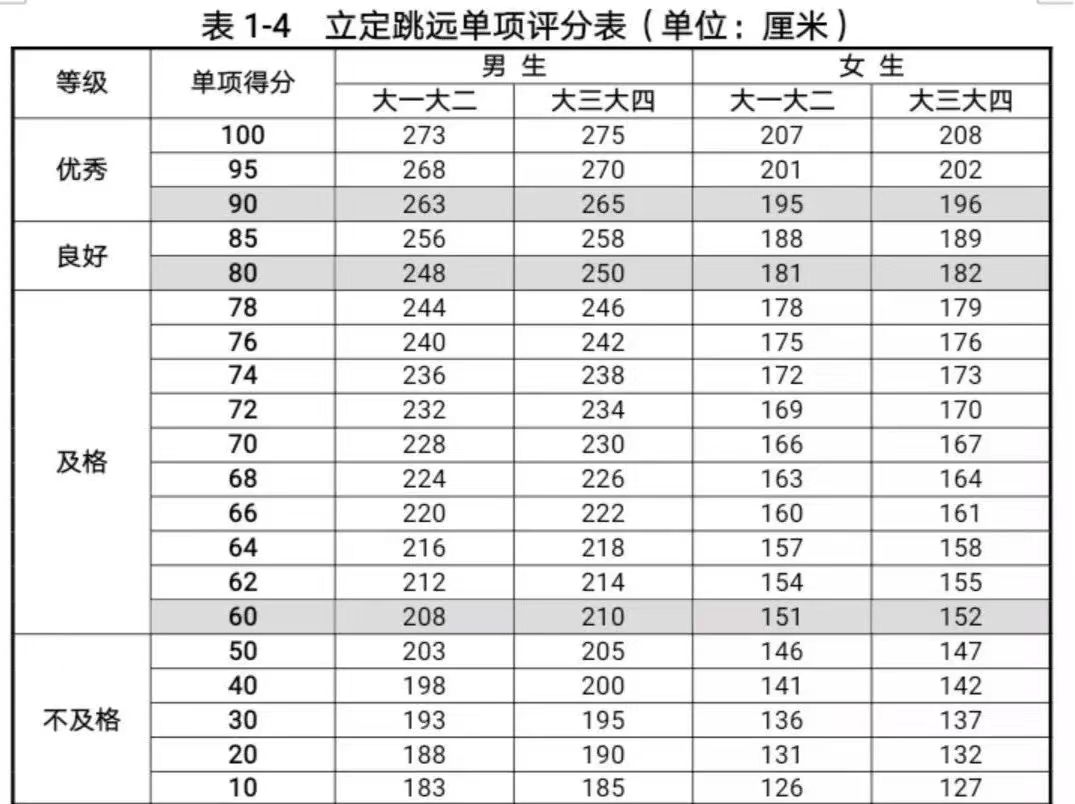 表 1-4 立定跳远单项评分表（单位：厘米）
等级 单项得分 男 生 女 生
大一大二 大三大四 大一大二 大三大四
优秀 100 273 275 207 208
95 268 270 201 202
90 263 265 195 196
良好 85 256 258 188 189
80 248 250 181 182
及格 78 244 246 178 179
76 240 242 175 176
74 236 238 172 173
72 232 234 169 170
70 228 230 166 167
68 224 226 163 164
66 220 222 160 161
64 216 218 157 158
62 212 214 154 155
60 208 210 151 152
不及格 50 203 205 146 147
40 198 200 141 142
30 193 195 136 137
20 188 190 131 132
10 183 185 126 127